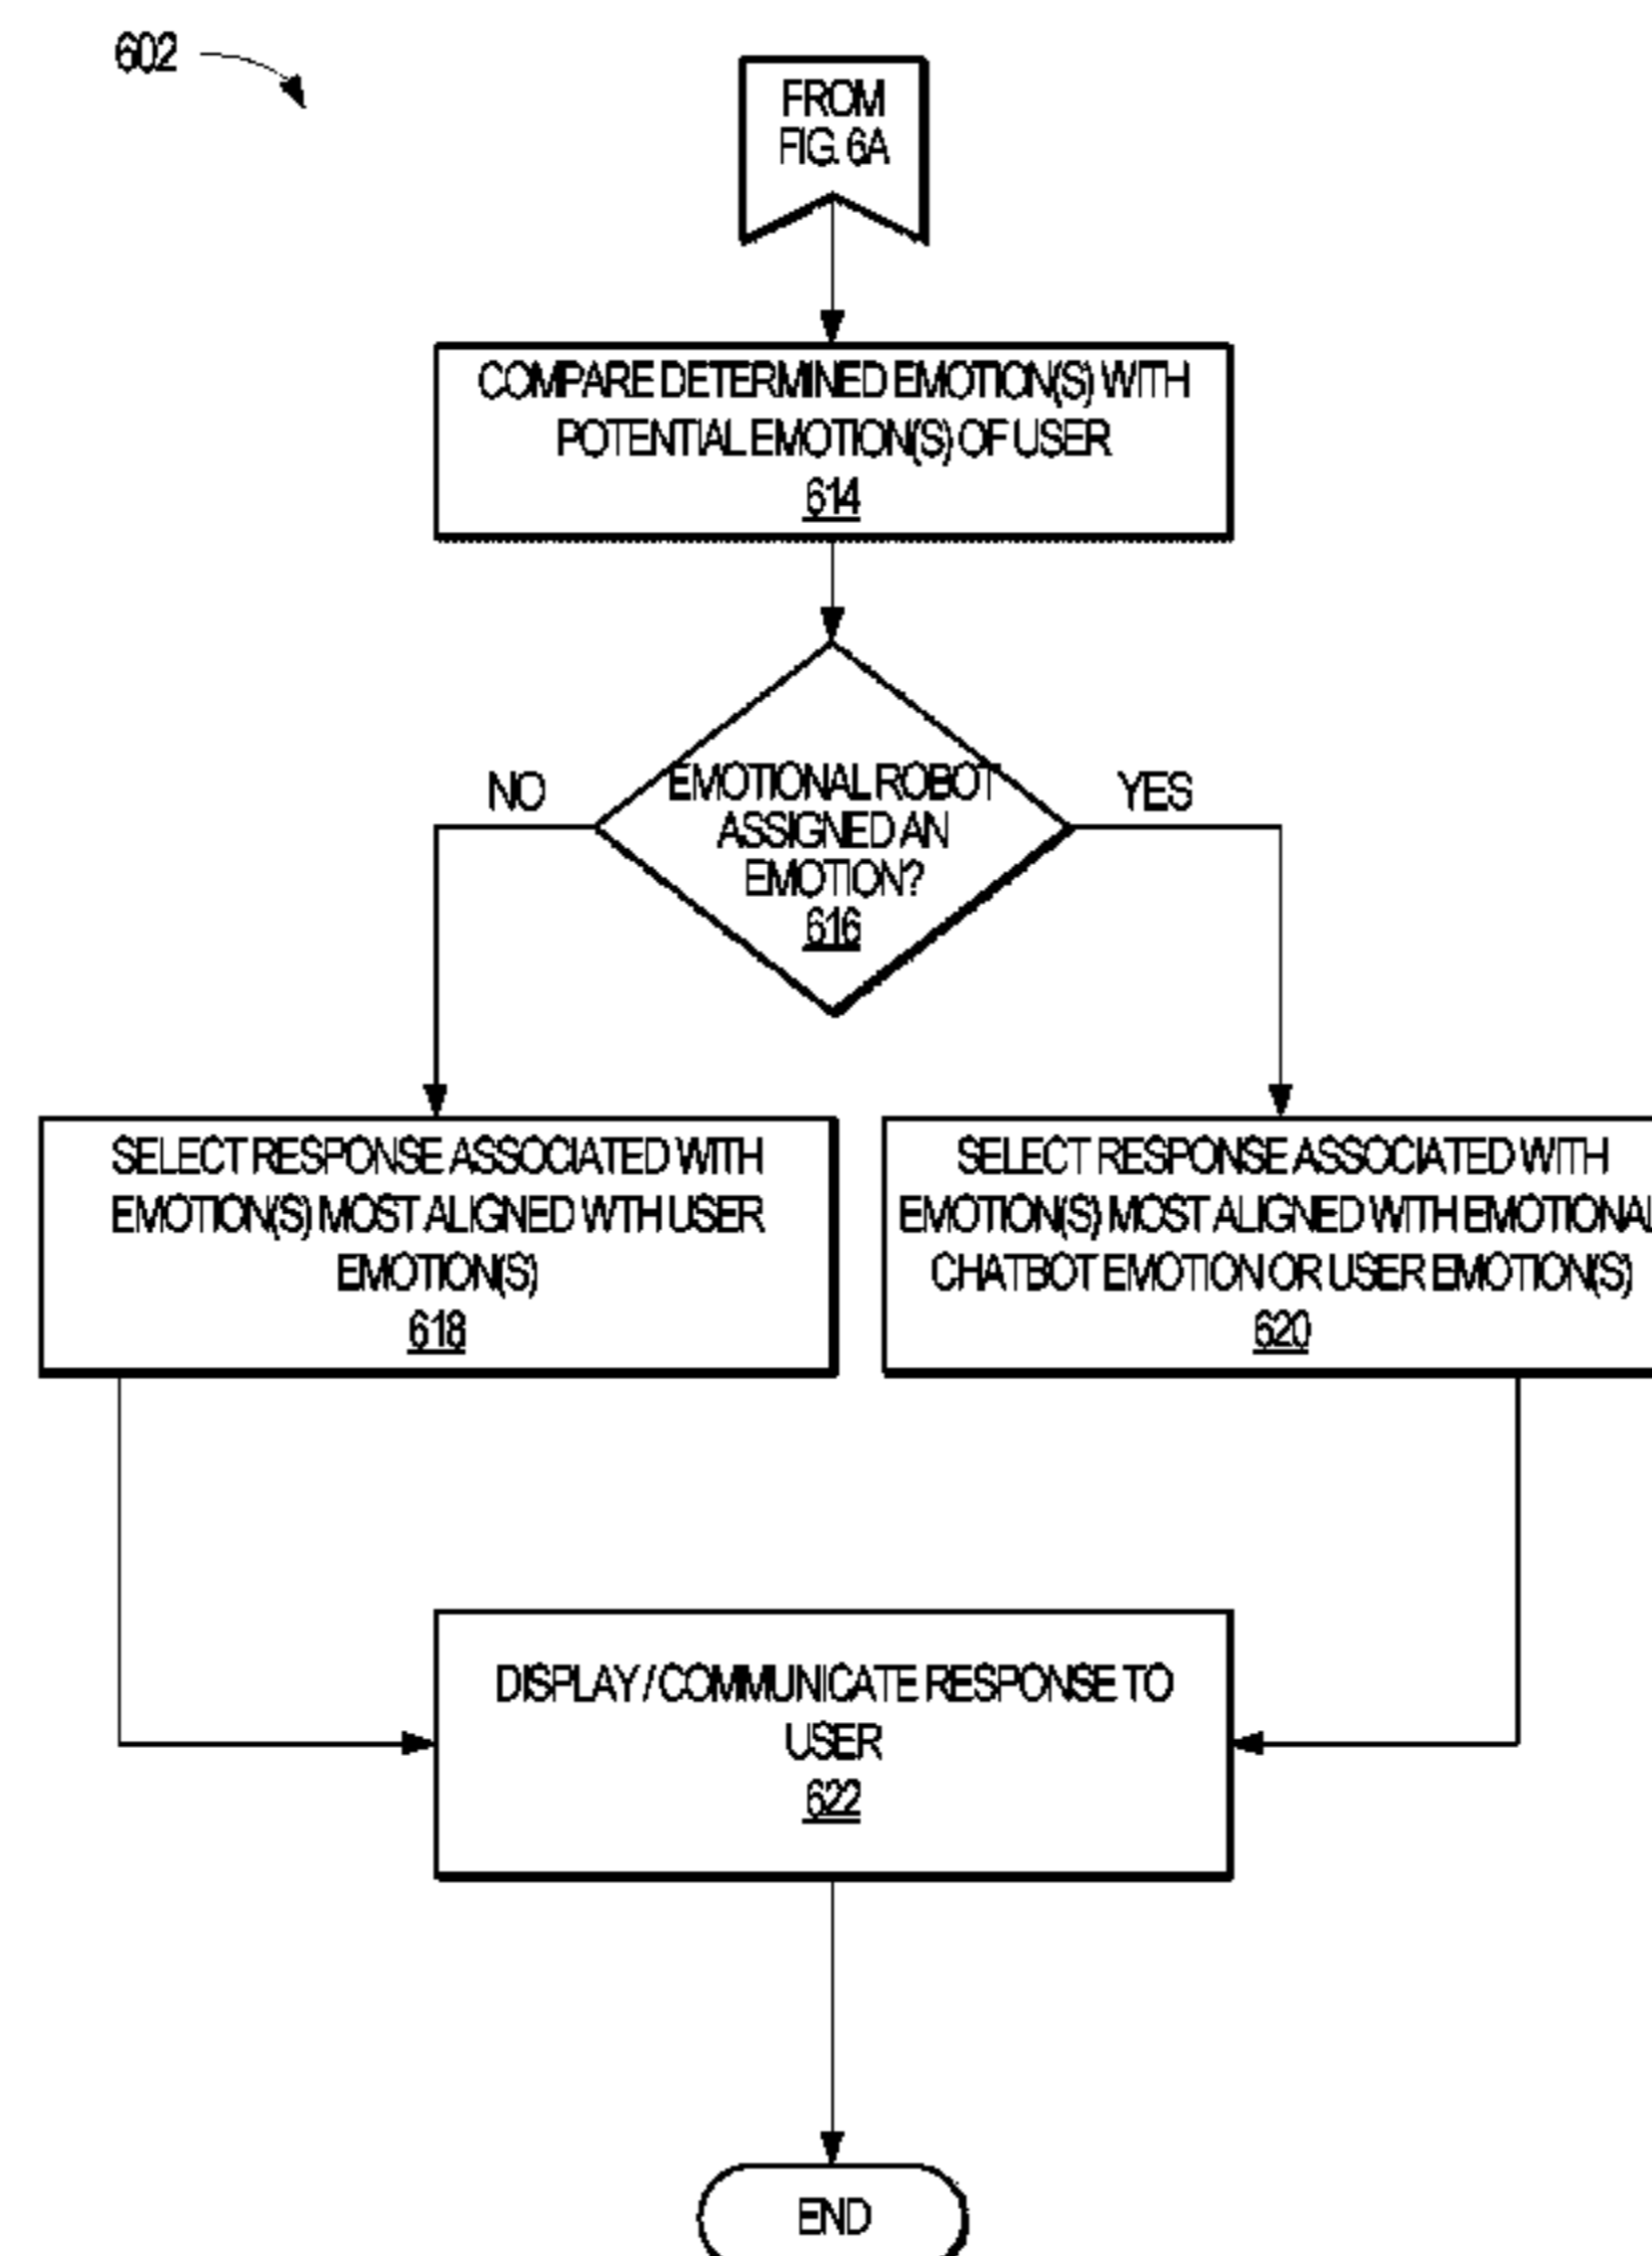 602
FROM
FIG. 6A
COMPARE DETERMINED EMOTION(S) WITH
POTENTIAL EMOTION(S) OF USER
614
NO
YES
EMOTIONAL ROBOT
ASSIGNED AN
EMOTION?
616
SELECT RESPONSE ASSOCIATED WITH
EMOTION(S) MOST ALIGNED WTH USER
EMOTION(S)
618
SELECT RESPONSE ASSOCIATED WITH
EMOTION(S) MOST ALIGNED WITH EMOTIONAL
CHATBOT EMOTION OR USER EMOTION(S)
620
DISPLAY / COMMUNICATE RESPONSE TO
USER
622
END